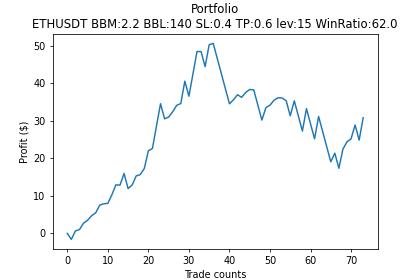 Portfolio
ETHUSDT BBM:2.2 BBL:140 SL:0.4 TP:0.6 lev:15 WinRatio:62.0
50
40
30
20
10
0
Profit ($)
0 10 20 30 40 50 60 70
Trade counts